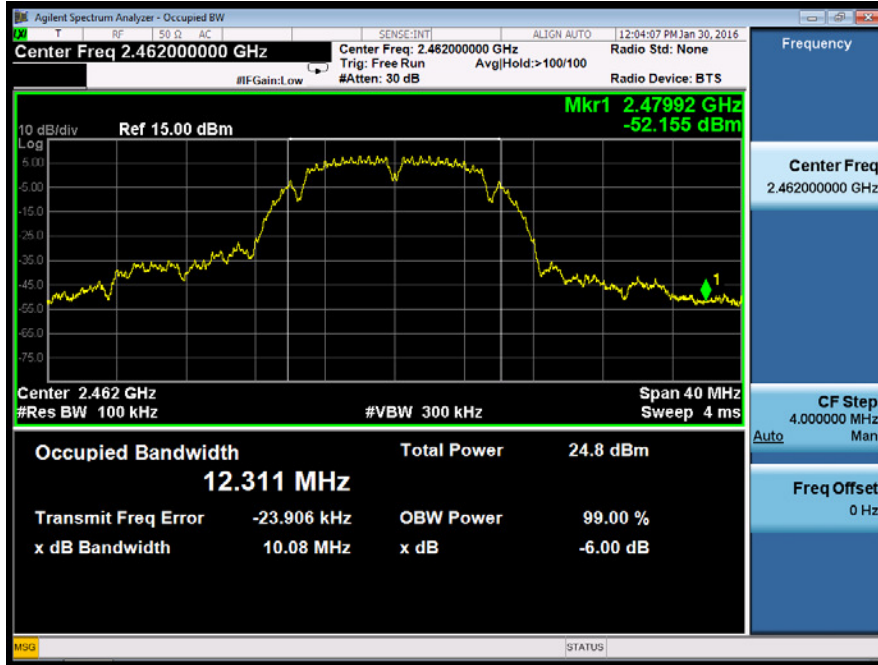 Agilent Spectrum Analyzer - Occupied BW
T RF 50 Ω AC SENSE:INT ALIGN AUTO 12:04:07 PM Jan 30, 2016
Center Freq 2.462000000 GHz
Center Freq: 2.462000000 GHz
Radio Std: None
Trig: Free Run Avg|Hold:>100/100
#IFGain:Low
#Atten: 30 dB
Radio Device: BTS
Mkr1 2.47992 GHz
-52.155 dBm
10 dB/div Ref 15.00 dBm
Log
5.00
-5.00
-15.0
-25.0
-35.0
-45.0
-55.0
-65.0
-75.0
1
Center 2.462 GHz
Span 40 MHz
#Res BW 100 kHz
#VBW 300 kHz
Sweep 4 ms
Occupied Bandwidth
Total Power 24.8 dBm
12.311 MHz
Transmit Freq Error -23.906 kHz
OBW Power 99.00 %
x dB Bandwidth 10.08 MHz
x dB -6.00 dB
MSG
STATUS
Frequency
Center Freq
2.462000000 GHz
CF Step
4.000000 MHz
Auto Man
Freq Offset
0 Hz